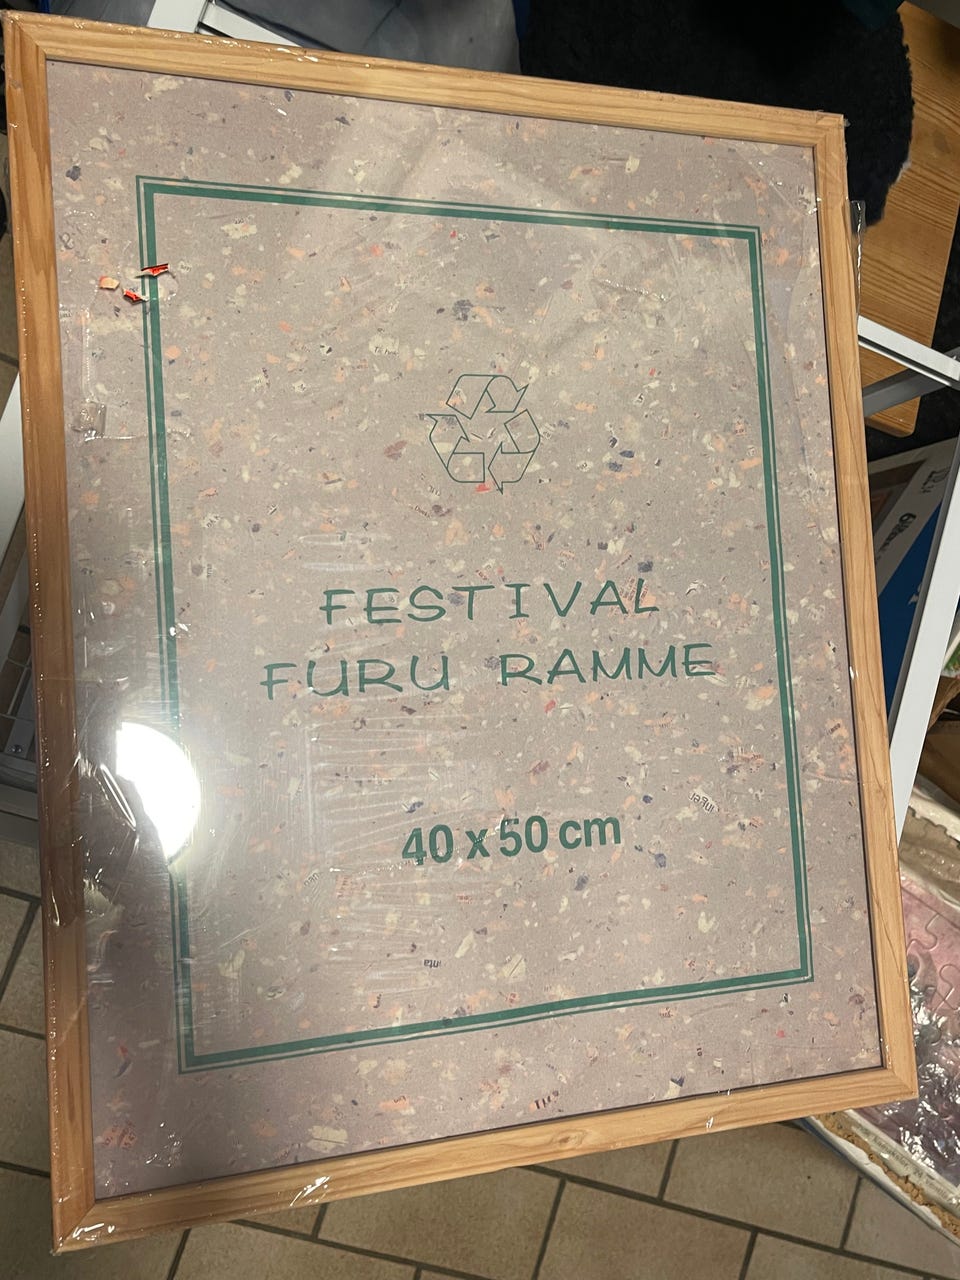 FESTIVAL
FURU RAMME
40 x 50 cm